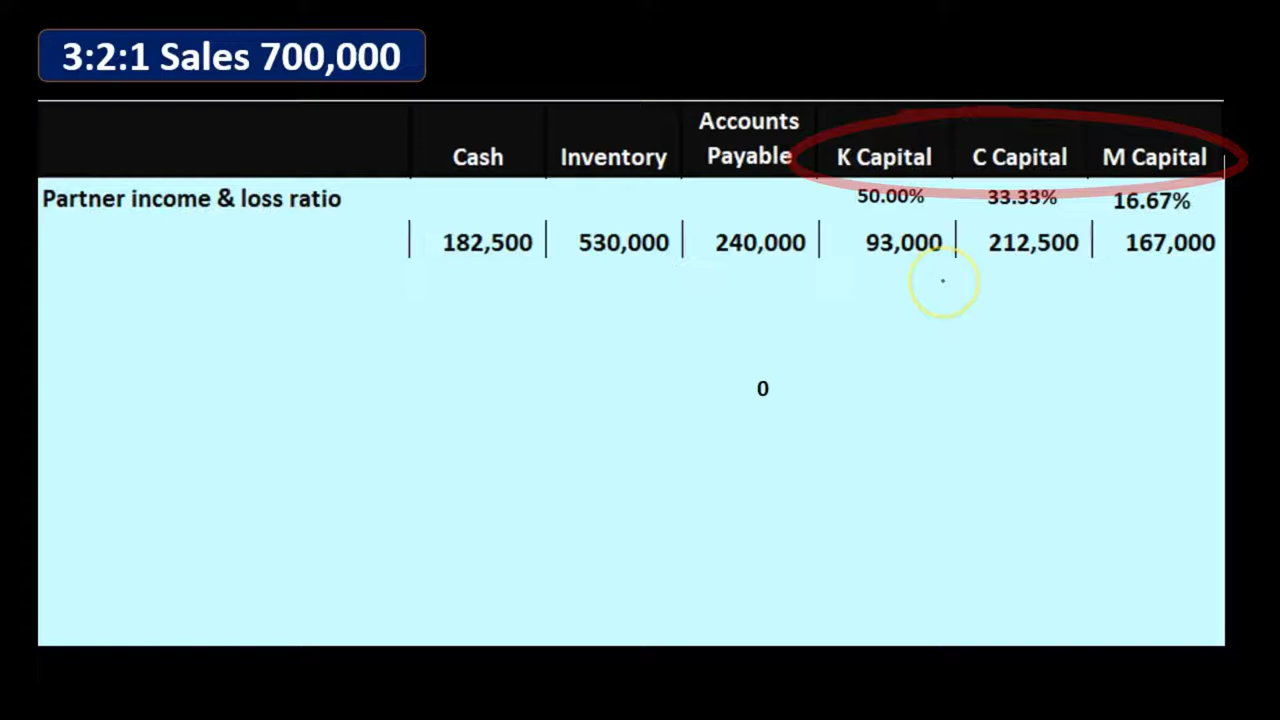 3:2:1 Sales 700,000
Accounts
Cash Inventory Payable K Capital C Capital M Capital
Partner income & loss ratio 50.00% 33.33% 16.67%
182,500 530,000 240,000 93,000 212,500 167,000
0